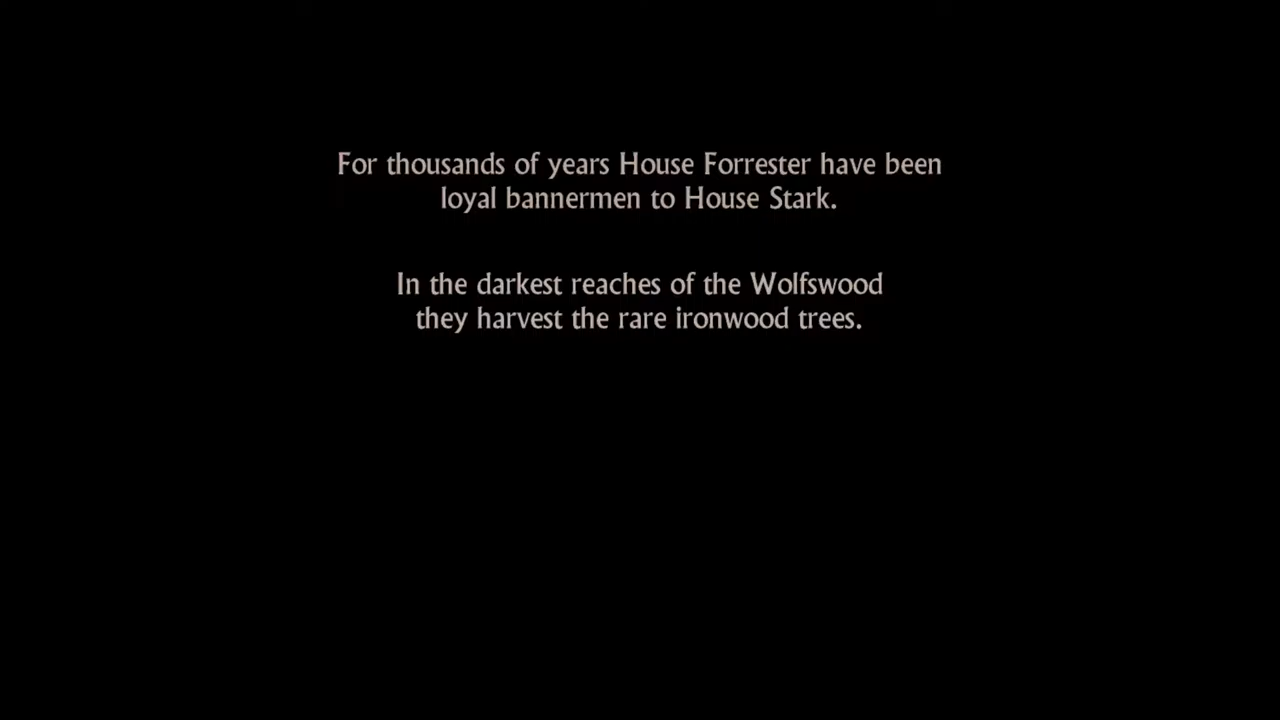 For thousands of years House Forrester have been
loyal bannermen to House Stark.
In the darkest reaches of the Wolfswood
they harvest the rare ironwood trees.